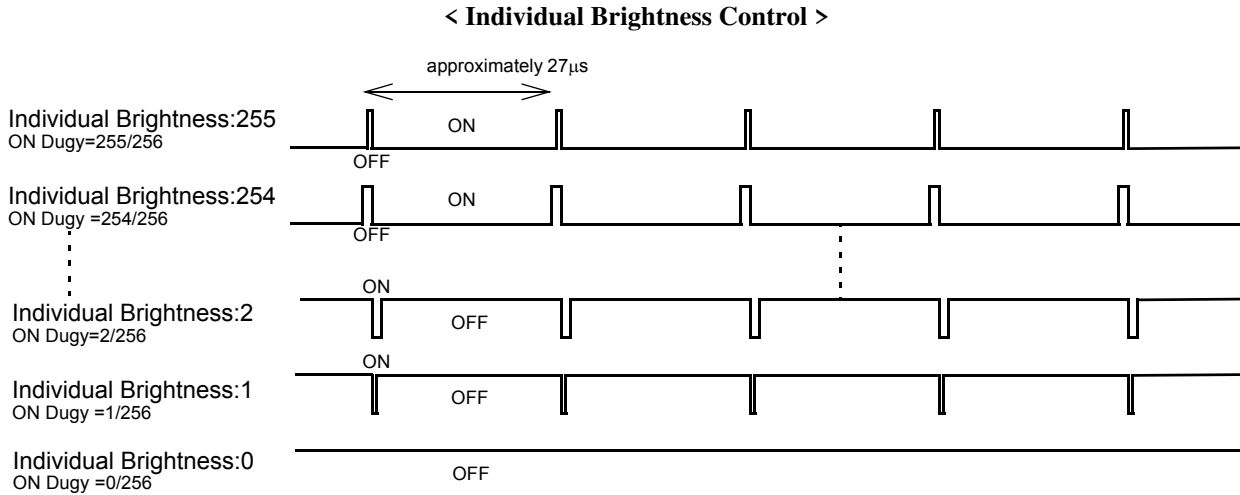 < Individual Brightness Control >
approximately 27μs
Individual Brightness:255
ON Dugy=255/256
ON
OFF
Individual Brightness:254
ON Dugy =254/256
ON
OFF
ON
Individual Brightness:2
ON Dugy=2/256
OFF
ON
Individual Brightness:1
ON Dugy =1/256
OFF
Individual Brightness:0
ON Dugy =0/256
OFF